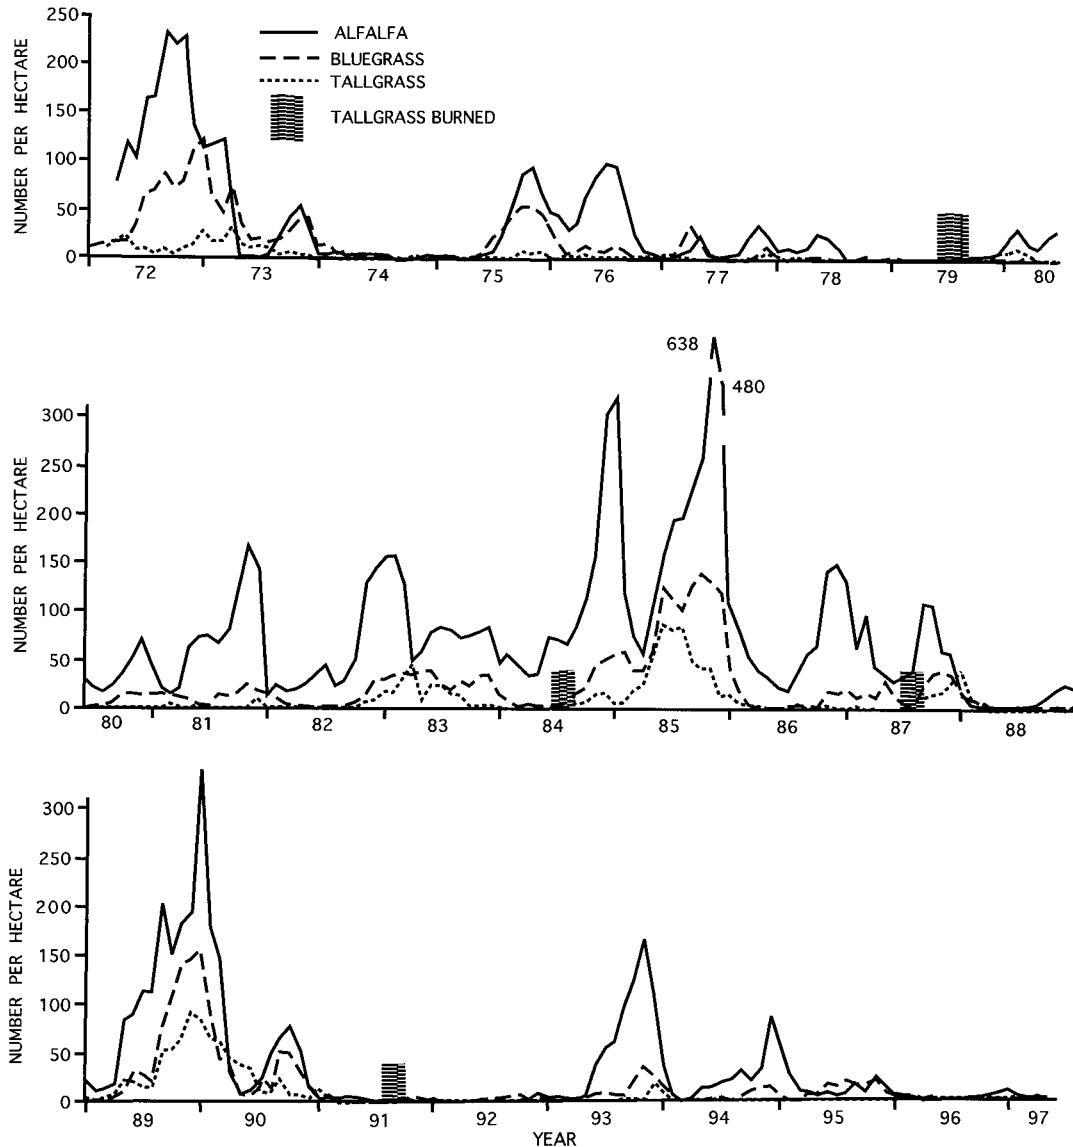 250
200
150
100
50
0
NUMBER PER HECTARE
ALFALFA
BLUEGRASS
TALLGRASS
TALLGRASS BURNED
72 73 74 75 76 77 78 79 80
638
480
300
250
200
150
100
50
0
NUMBER PER HECTARE
80 81 82 83 84 85 86 87 88
300
250
200
150
100
50
0
NUMBER PER HECTARE
89 90 91 92 93 94 95 96 97
YEAR